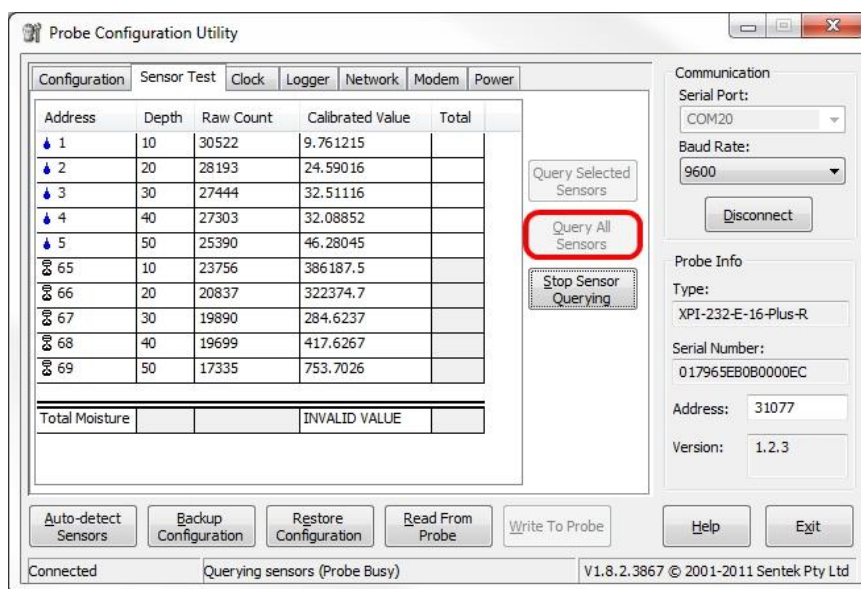 Probe Configuration Utility
Configuration Sensor Test Clock Logger Network Modem Power
Address Depth Raw Count Calibrated Value Total
1 10 30522 9.761215
2 20 28193 24.59016
3 30 27444 32.51116
4 40 27303 32.08852
5 50 25390 46.28045
65 10 23756 386187.5
66 20 20837 322374.7
67 30 19890 284.6237
68 40 19699 417.6267
69 50 17335 753.7026
Total Moisture INVALID VALUE
Query Selected
Sensors
Query All
Sensors
Stop Sensor
Querying
Communication
Serial Port:
COM20
Baud Rate:
9600
Disconnect
Probe Info
Type:
XPI-232-E-16-Plus-R
Serial Number:
017965EB0B0000EC
Address: 31077
Version: 1.2.3
Auto-detect
Sensors
Backup
Configuration
Restore
Configuration
Read From
Probe
Write To Probe
Help
Exit
Connected
Querying sensors (Probe Busy)
V1.8.2.3867 © 2001-2011 Sentek Pty Ltd